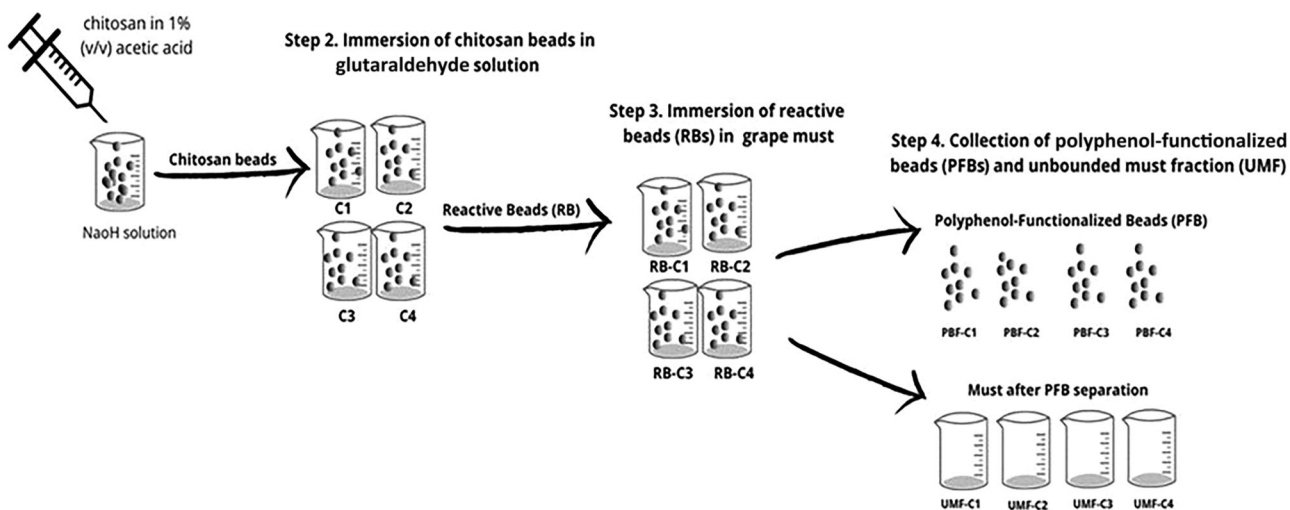 chitosan in 1%
(v/v) acetic acid
NaoH solution
Chitosan beads
Step 2. Immersion of chitosan beads in
glutaraldehyde solution
C1 C2
C3 C4
Reactive Beads (RB)
Step 3. Immersion of reactive
beads (RBs) in grape must
RB-C1 RB-C2
RB-C3 RB-C4
Step 4. Collection of polyphenol-functionalized
beads (PFBs) and unbounded must fraction (UMF)
Polyphenol-Functionalized Beads (PFB)
PBF-C1 PBF-C2 PBF-C3 PBF-C4
Must after PFB separation
UMF-C1 UMF-C2 UMF-C3 UMF-C4